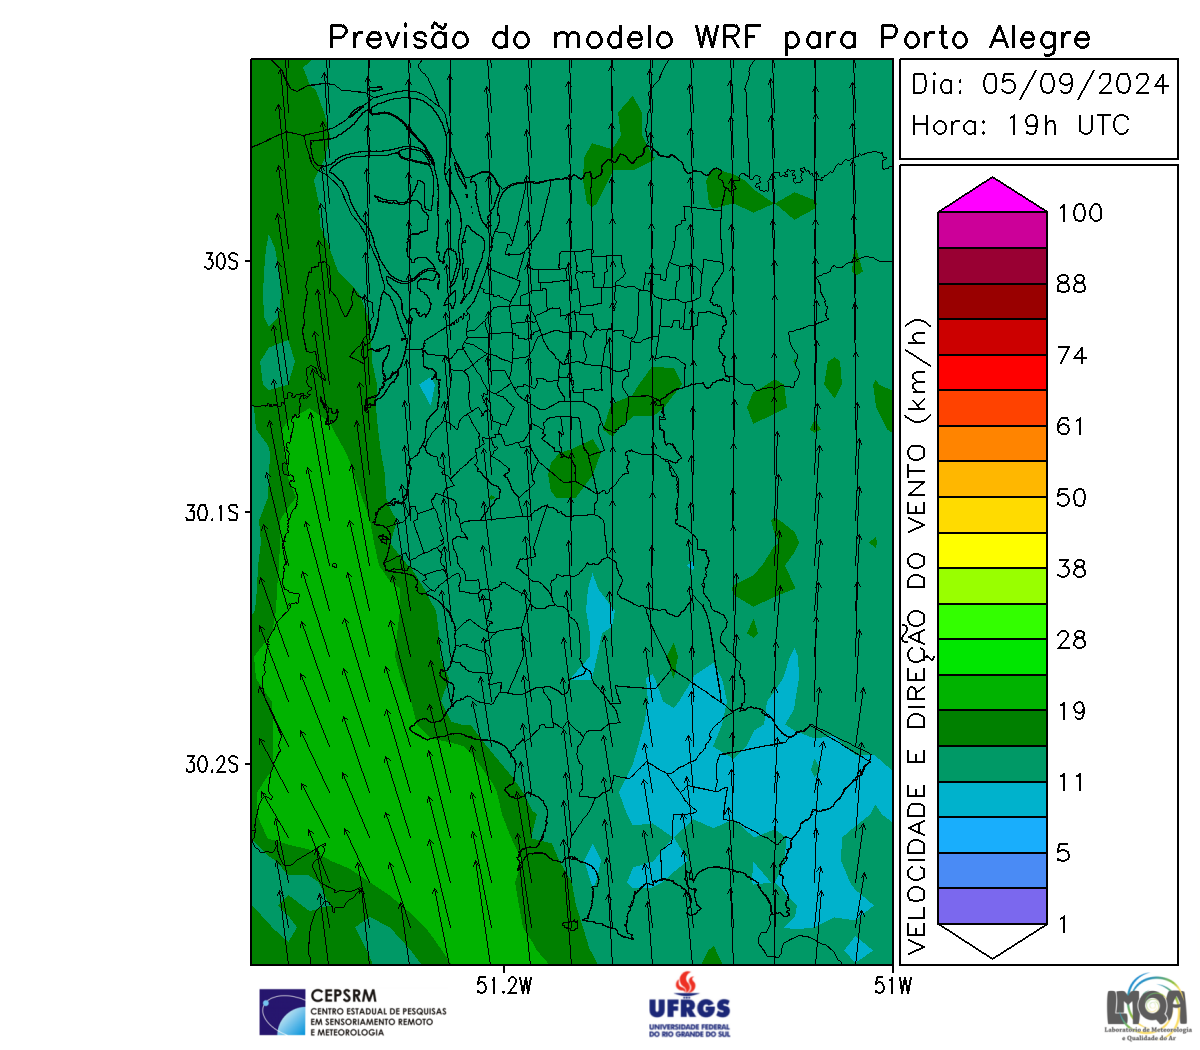 Previsão do modelo WRF para Porto Alegre
Dia: 05/09/2024
Hora: 19h UTC
30S
30.1S
30.2S
51.2W
51W
VELOCIDADE E DIREÇÃO DO VENTO (km/h)
100
88
74
61
50
38
28
19
11
5
1
CEPSRM
CENTRO ESTADUAL DE PESQUISAS
EM SENSORIAMENTO REMOTO
E METEOROLOGIA
UFRGS
UNIVERSIDADE FEDERAL
DO RIO GRANDE DO SUL
LMQA
Laboratório de Meteorologia
e Qualidade do Ar